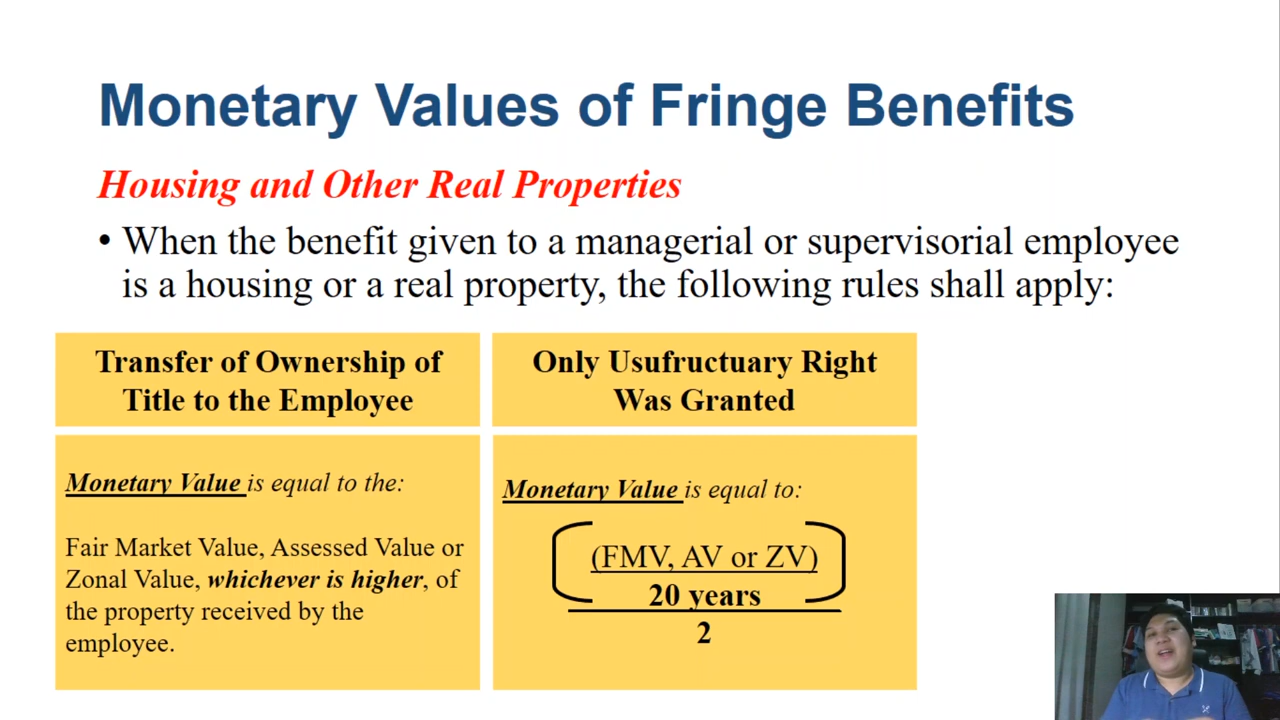 Monetary Values of Fringe Benefits
Housing and Other Real Properties
• When the benefit given to a managerial or supervisorial employee
is a housing or a real property, the following rules shall apply:
Transfer of Ownership of
Title to the Employee
Monetary Value is equal to the:
Fair Market Value, Assessed Value or
Zonal Value, whichever is higher, of
the property received by the
employee.
Only Usufructuary Right
Was Granted
Monetary Value is equal to:
(FMV, AV or ZV)
20 years
2